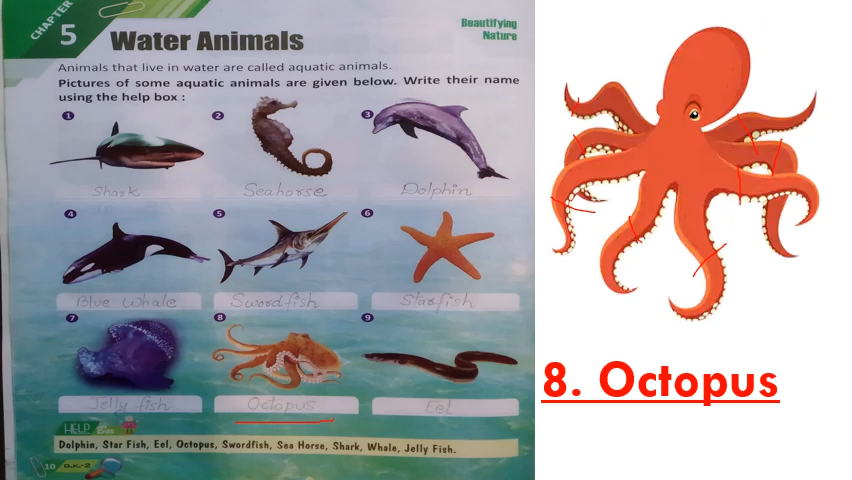 CHAPTER
5
Water Animals
Beautifying
Nature
Animals that live in water are called aquatic animals.
Pictures of some aquatic animals are given below. Write their name
using the help box :
1 2 3
Shark Seahorse Dolphin
4 5 6
Blue whale Swordfish Starfish
7 8 9
Jelly fish Octopus Eel
HELP Box
Dolphin, Star Fish, Eel, Octopus, Swordfish, Sea Horse, Shark, Whale, Jelly Fish.
10 G.K.-2
8. Octopus